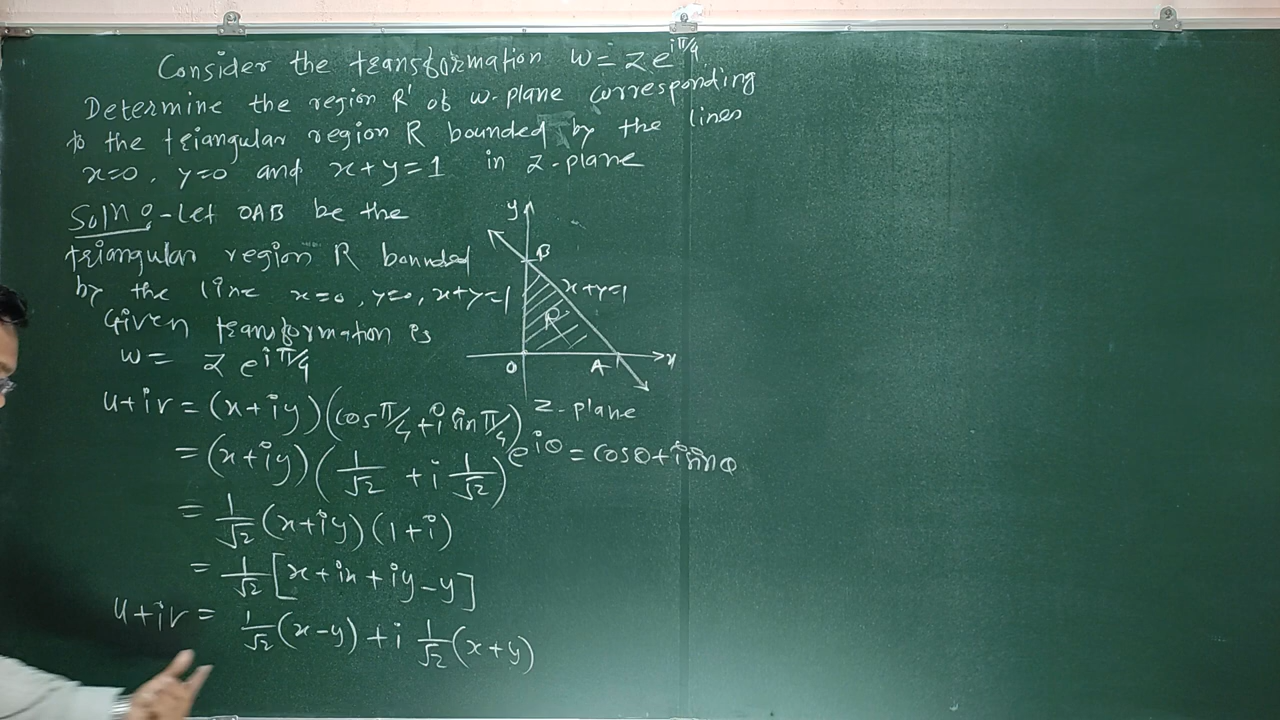 Consider the transformation w = z e^{iπ/4}.
Determine the region R' of w-plane corresponding
to the triangular region R bounded by the lines
x=0, y=0 and x+y=1 in z-plane
Soln:- Let OAB be the
triangular region R bounded
by the line x=0, y=0, x+y=1
Given transformation is
w = z e^{iπ/4}
u+iv = (x+iy)(cos π/4 + i sin π/4)
= (x+iy)(1/√2 + i 1/√2)
= 1/√2 (x+iy)(1+i)
= 1/√2 [x+ix+iy-y]
u+iv = 1/√2 (x-y) + i 1/√2 (x+y)
y
B
x+y=1
R
O A x
z-plane
e^{iθ} = cosθ + i sinθ